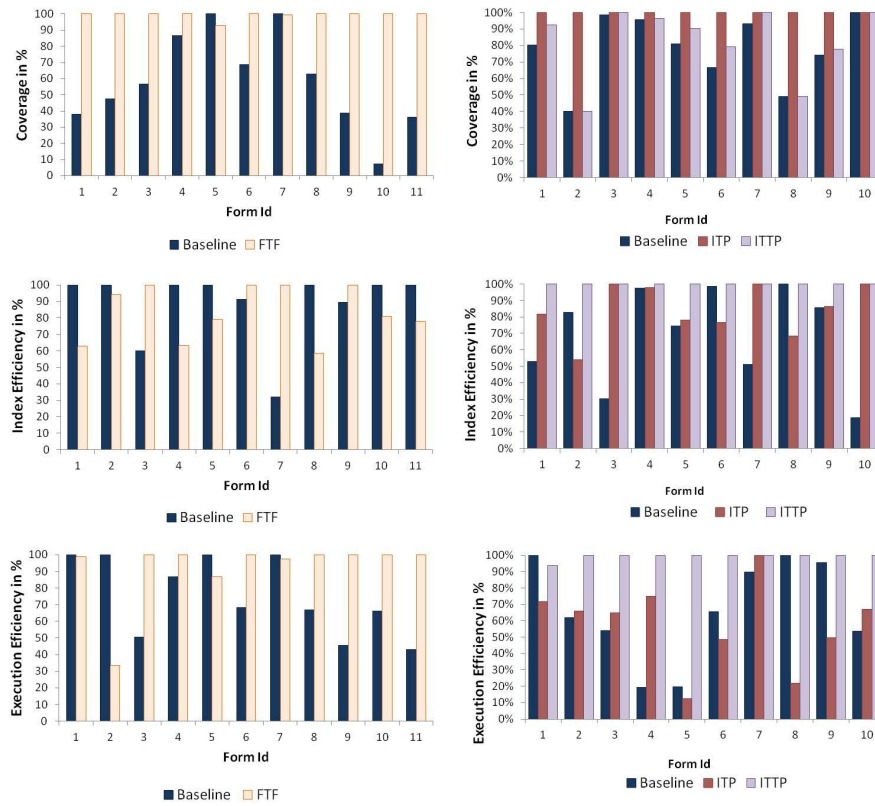 Coverage in %
100
90
80
70
60
50
40
30
20
10
0
1 2 3 4 5 6 7 8 9 10 11
Form Id
Baseline FTF
Coverage in %
100%
90%
80%
70%
60%
50%
40%
30%
20%
10%
0%
1 2 3 4 5 6 7 8 9 10
Form Id
Baseline ITP ITTP
Index Efficiency in %
100
90
80
70
60
50
40
30
20
10
0
1 2 3 4 5 6 7 8 9 10 11
Form Id
Baseline FTF
Index Efficiency in %
100%
90%
80%
70%
60%
50%
40%
30%
20%
10%
0%
1 2 3 4 5 6 7 8 9 10
Form Id
Baseline ITP ITTP
Execution Eficiency in %
100
90
80
70
60
50
40
30
20
10
0
1 2 3 4 5 6 7 8 9 10 11
Form Id
Baseline FTF
Execution Efficiency in %
100%
90%
80%
70%
60%
50%
40%
30%
20%
10%
0%
1 2 3 4 5 6 7 8 9 10
Form Id
Baseline ITP ITTP